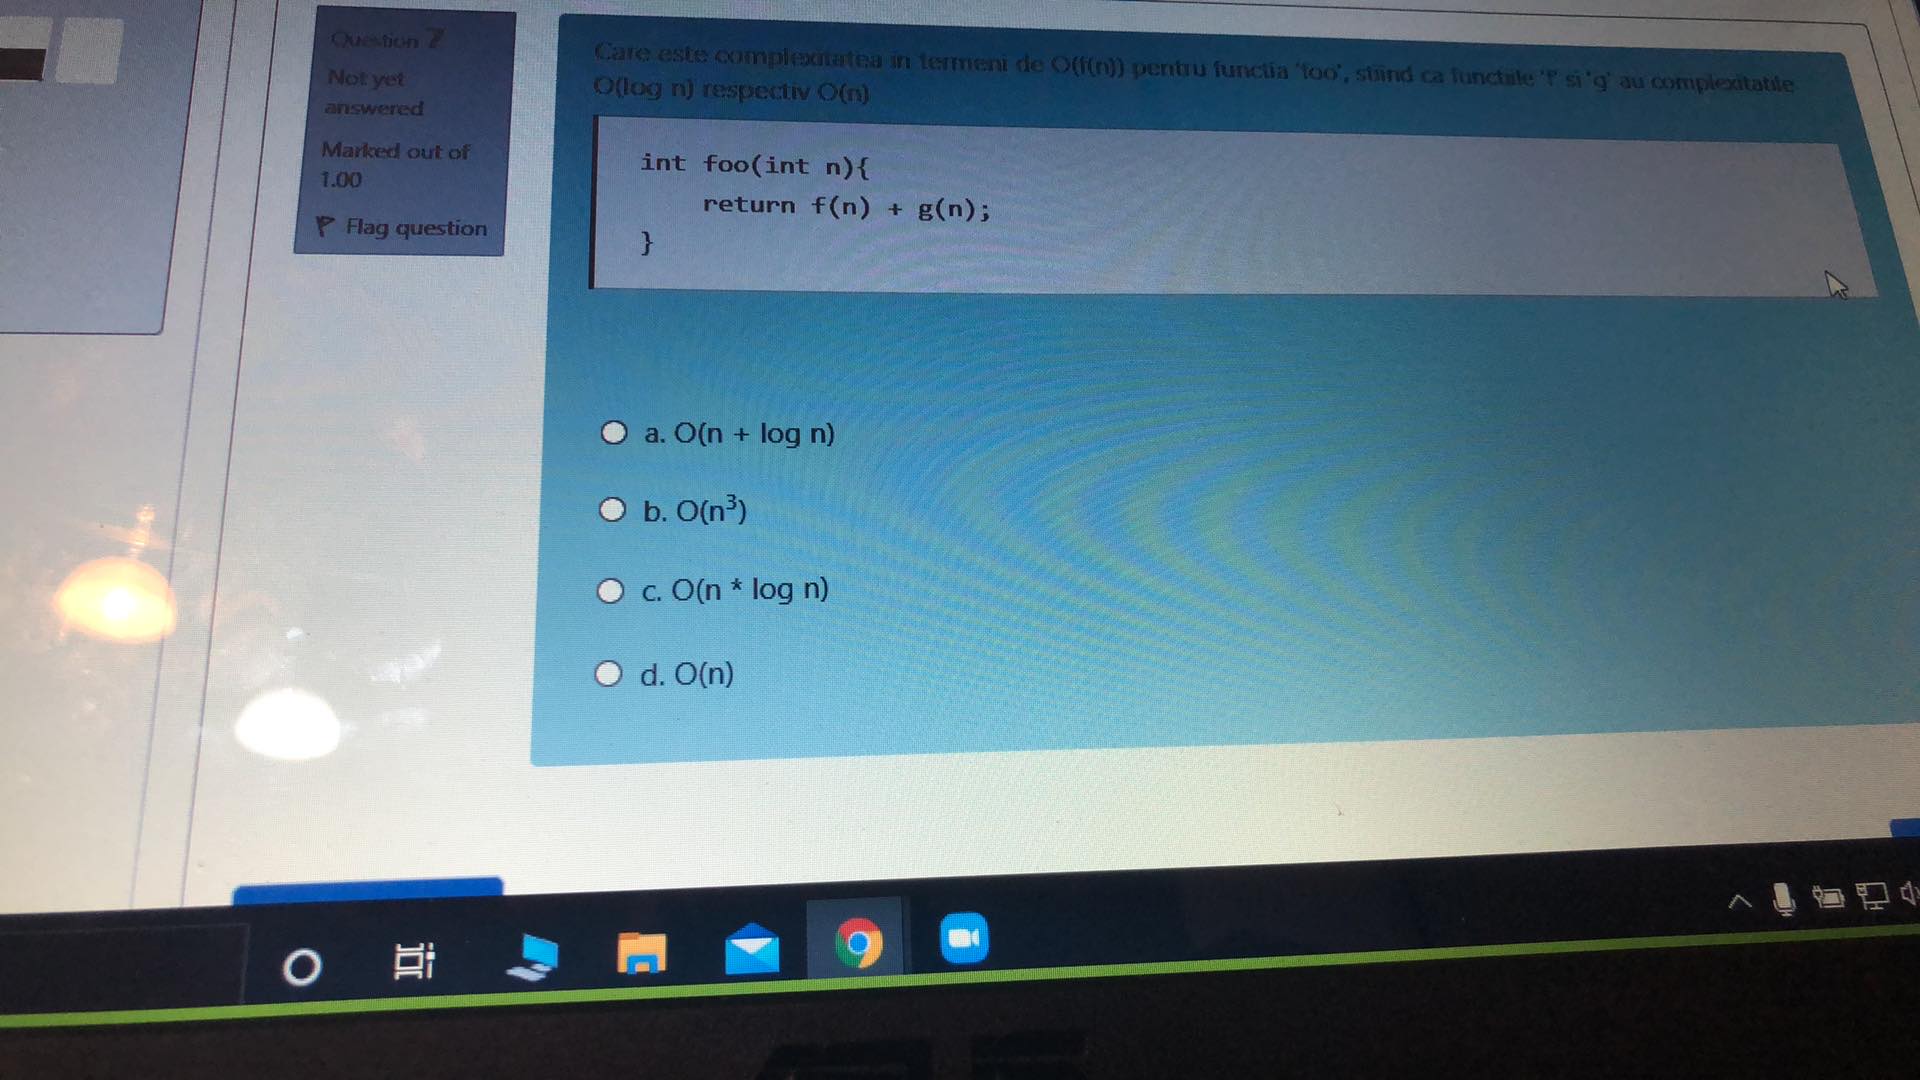 Question 7
Not yet
answered
Marked out of
1.00
Flag question
Care este complexitatea in termeni de O(f(n)) pentru functia 'foo', stiind ca functiile 'f' si 'g' au complexitatile
O(log n) respectiv O(n)
int foo(int n){
return f(n) + g(n);
}
a. O(n + log n)
b. O(n³)
c. O(n * log n)
d. O(n)